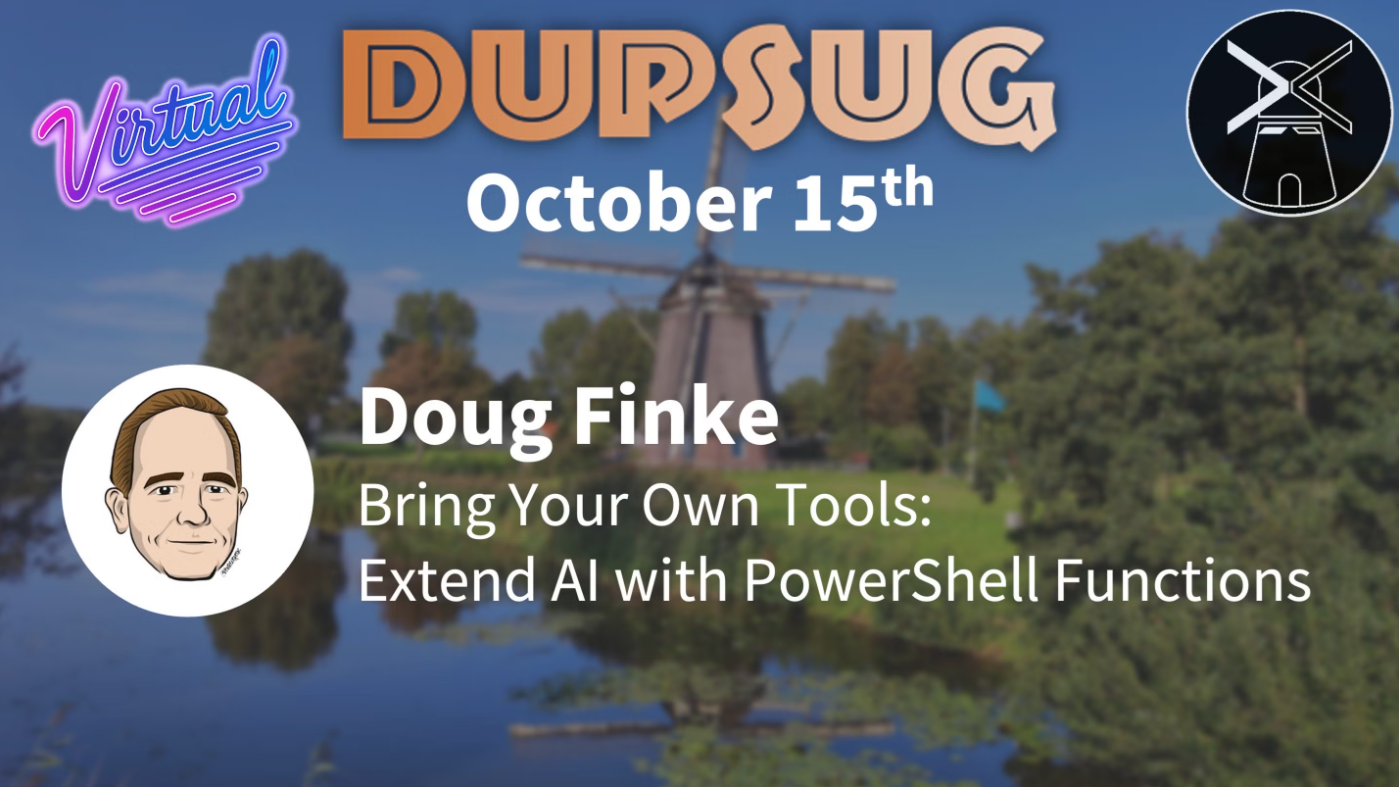 Virtual
DUPSUG
October 15th
Doug Finke
Bring Your Own Tools:
Extend AI with PowerShell Functions